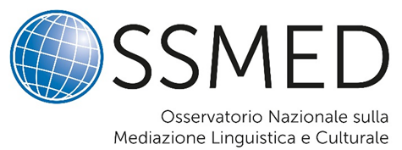 SSMED
Osservatorio Nazionale sulla
Mediazione Linguistica e Culturale